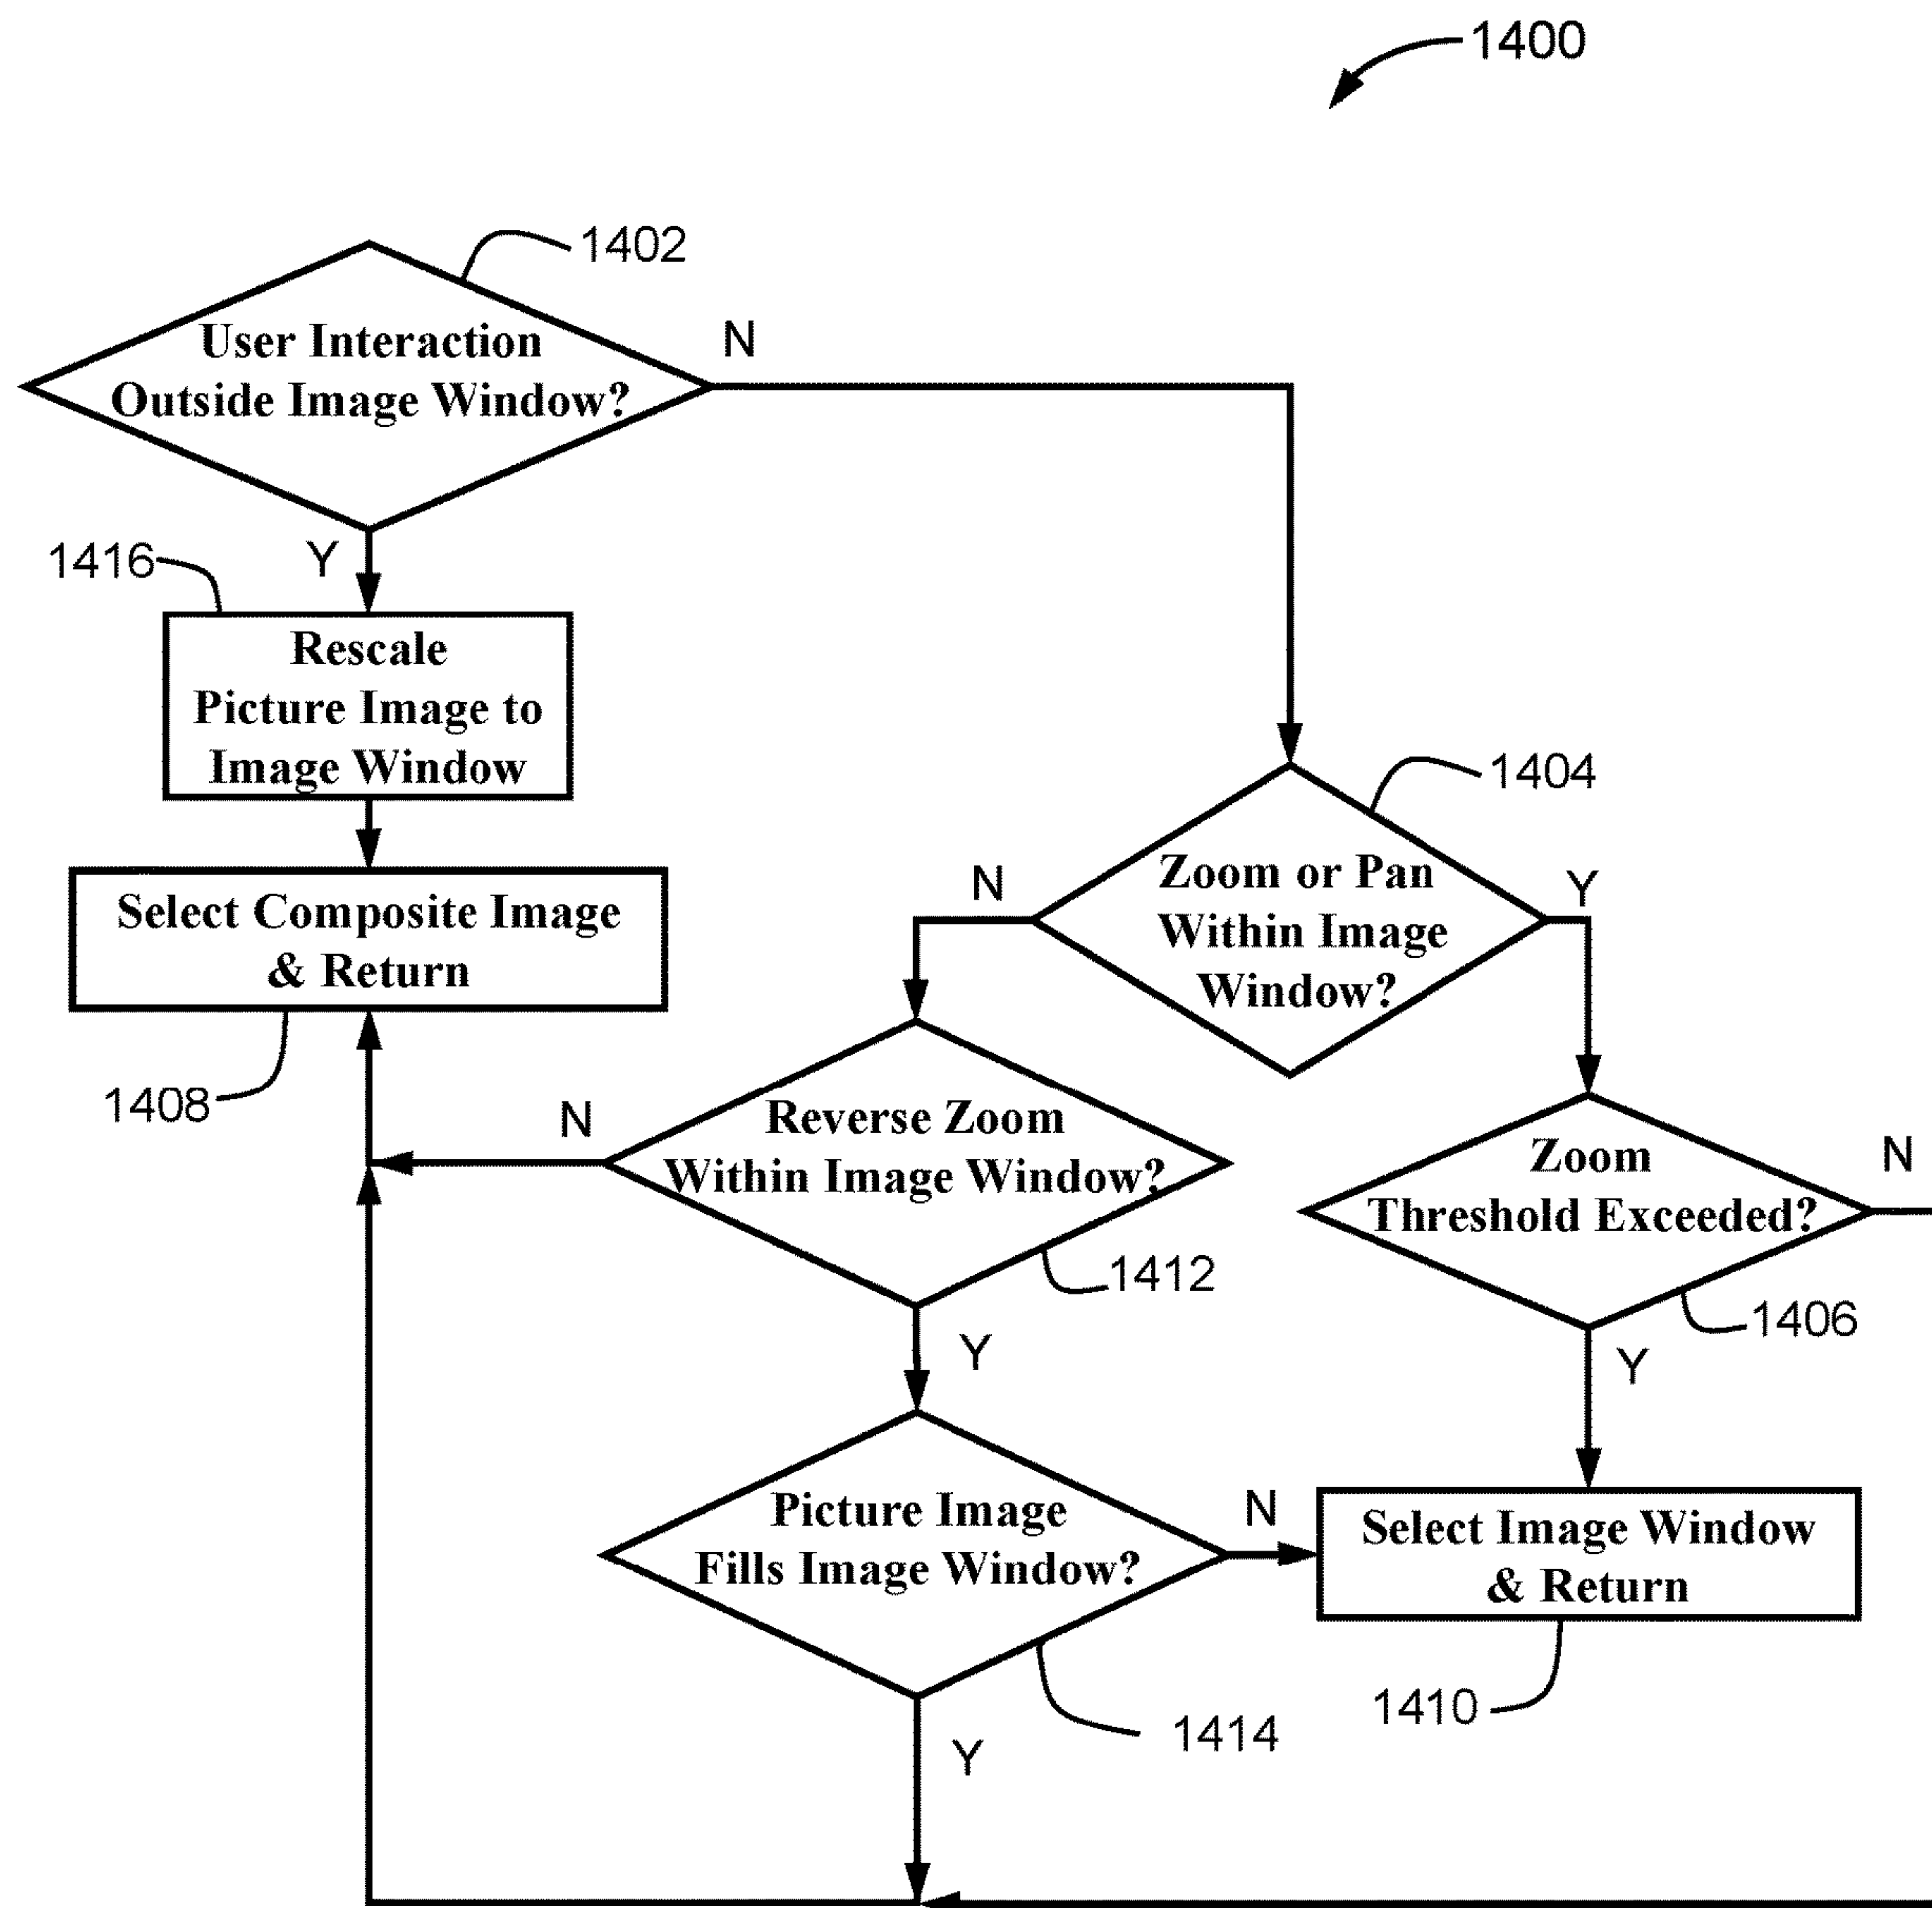 1400
1402
User Interaction
Outside Image Window?
N
Y
1416
Rescale
Picture Image to
Image Window
Select Composite Image
& Return
1408
1404
Zoom or Pan
Within Image
Window?
N
Y
Reverse Zoom
Within Image Window?
N
1412
Y
Zoom
Threshold Exceeded?
N
1406
Y
Picture Image
Fills Image Window?
N
1414
Y
Select Image Window
& Return
1410